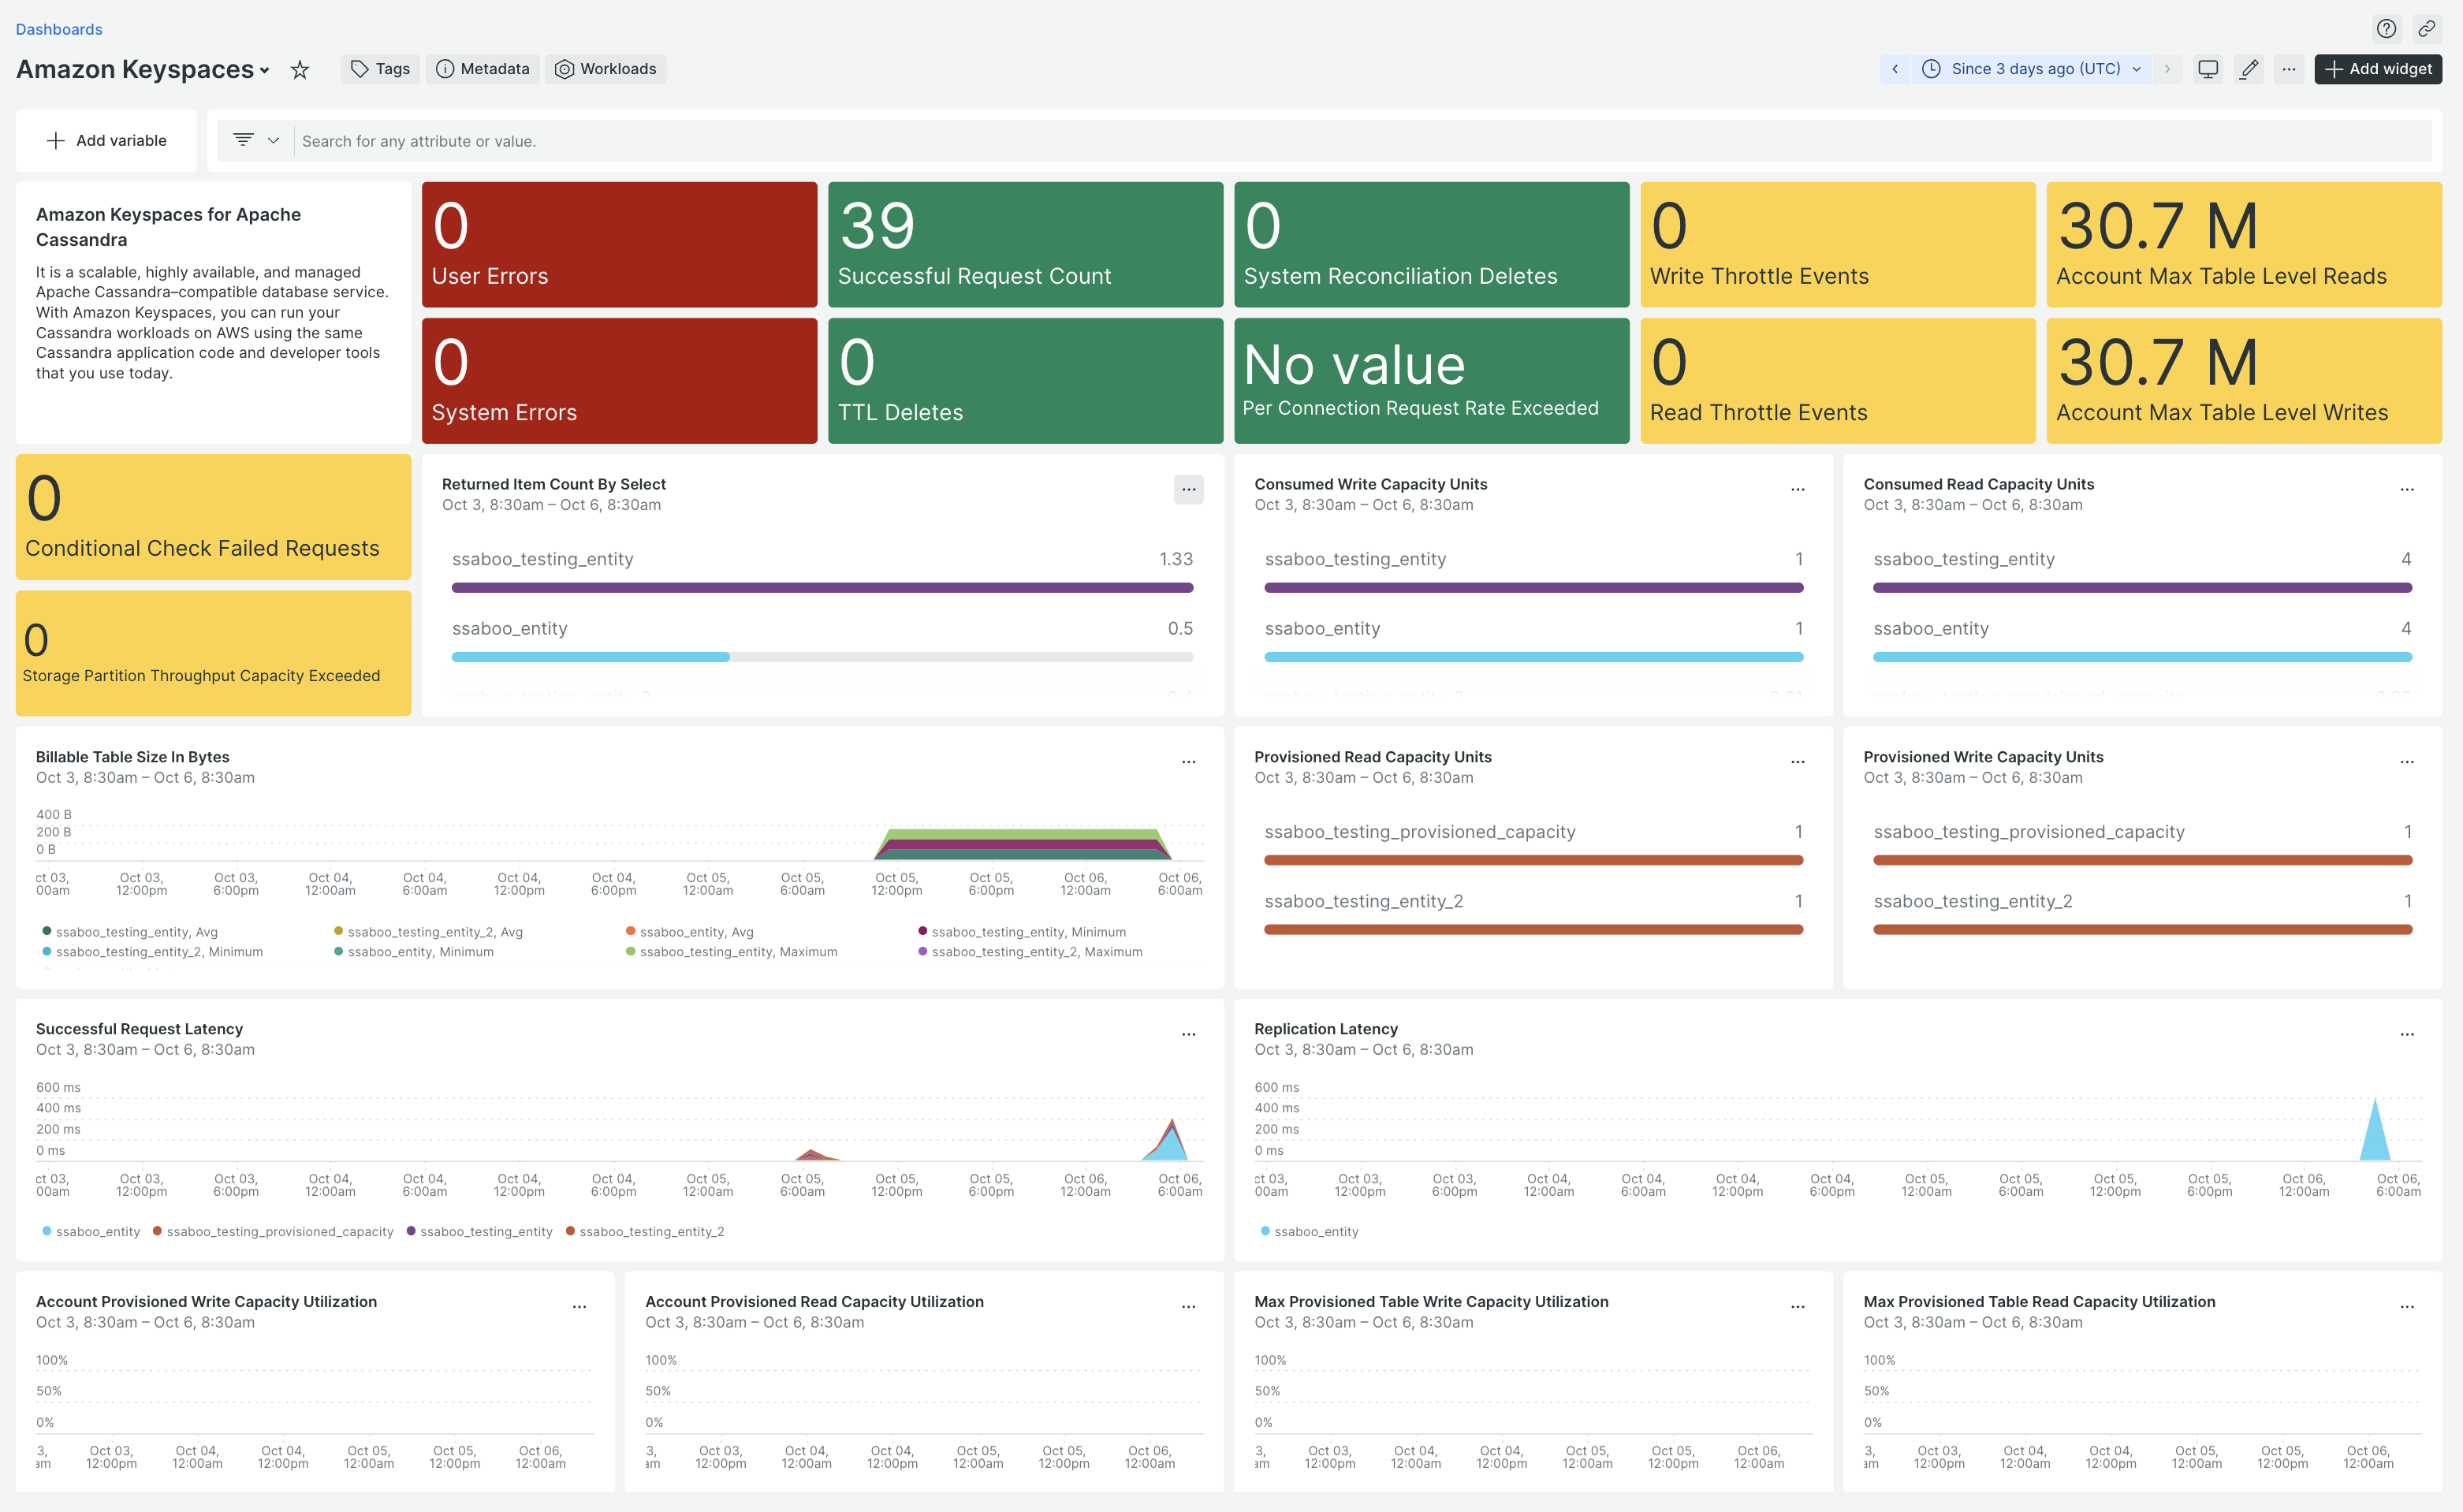 Dashboards
Amazon Keyspaces
Tags
Metadata
Workloads
Since 3 days ago (UTC)
Add widget
Add variable
Search for any attribute or value.
Amazon Keyspaces for Apache
Cassandra
It is a scalable, highly available, and managed
Apache Cassandra–compatible database service.
With Amazon Keyspaces, you can run your
Cassandra workloads on AWS using the same
Cassandra application code and developer tools
that you use today.
0
User Errors
39
Successful Request Count
0
System Reconciliation Deletes
0
Write Throttle Events
30.7 M
Account Max Table Level Reads
0
System Errors
0
TTL Deletes
No value
Per Connection Request Rate Exceeded
0
Read Throttle Events
30.7 M
Account Max Table Level Writes
0
Conditional Check Failed Requests
0
Storage Partition Throughput Capacity Exceeded
Returned Item Count By Select
Oct 3, 8:30am – Oct 6, 8:30am
ssaboo_testing_entity 1.33
ssaboo_entity 0.5
Consumed Write Capacity Units
Oct 3, 8:30am – Oct 6, 8:30am
ssaboo_testing_entity 1
ssaboo_entity 1
Consumed Read Capacity Units
Oct 3, 8:30am – Oct 6, 8:30am
ssaboo_testing_entity 4
ssaboo_entity 4
Billable Table Size In Bytes
Oct 3, 8:30am – Oct 6, 8:30am
400 B
200 B
0 B
ct 03, Oct 03, Oct 03, Oct 04, Oct 04, Oct 04, Oct 04, Oct 05, Oct 05, Oct 05, Oct 05, Oct 06, Oct 06,
00am 12:00pm 6:00pm 12:00am 6:00am 12:00pm 6:00pm 12:00am 6:00am 12:00pm 6:00pm 12:00am 6:00am
ssaboo_testing_entity, Avg ssaboo_testing_entity_2, Avg ssaboo_entity, Avg ssaboo_testing_entity, Minimum
ssaboo_testing_entity_2, Minimum ssaboo_entity, Minimum ssaboo_testing_entity, Maximum ssaboo_testing_entity_2, Maximum
Provisioned Read Capacity Units
Oct 3, 8:30am – Oct 6, 8:30am
ssaboo_testing_provisioned_capacity 1
ssaboo_testing_entity_2 1
Provisioned Write Capacity Units
Oct 3, 8:30am – Oct 6, 8:30am
ssaboo_testing_provisioned_capacity 1
ssaboo_testing_entity_2 1
Successful Request Latency
Oct 3, 8:30am – Oct 6, 8:30am
600 ms
400 ms
200 ms
0 ms
ct 03, Oct 03, Oct 03, Oct 04, Oct 04, Oct 04, Oct 04, Oct 05, Oct 05, Oct 05, Oct 05, Oct 06, Oct 06,
00am 12:00pm 6:00pm 12:00am 6:00am 12:00pm 6:00pm 12:00am 6:00am 12:00pm 6:00pm 12:00am 6:00am
ssaboo_entity ssaboo_testing_provisioned_capacity ssaboo_testing_entity ssaboo_testing_entity_2
Replication Latency
Oct 3, 8:30am – Oct 6, 8:30am
600 ms
400 ms
200 ms
0 ms
ct 03, Oct 03, Oct 03, Oct 04, Oct 04, Oct 04, Oct 04, Oct 05, Oct 05, Oct 05, Oct 05, Oct 06, Oct 06,
00am 12:00pm 6:00pm 12:00am 6:00am 12:00pm 6:00pm 12:00am 6:00am 12:00pm 6:00pm 12:00am 6:00am
ssaboo_entity
Account Provisioned Write Capacity Utilization
Oct 3, 8:30am – Oct 6, 8:30am
100%
50%
0%
3, Oct 03, Oct 04, Oct 04, Oct 05, Oct 05, Oct 06,
am 12:00pm 12:00am 12:00pm 12:00am 12:00pm 12:00am
Account Provisioned Read Capacity Utilization
Oct 3, 8:30am – Oct 6, 8:30am
100%
50%
0%
3, Oct 03, Oct 04, Oct 04, Oct 05, Oct 05, Oct 06,
am 12:00pm 12:00am 12:00pm 12:00am 12:00pm 12:00am
Max Provisioned Table Write Capacity Utilization
Oct 3, 8:30am – Oct 6, 8:30am
100%
50%
0%
3, Oct 03, Oct 04, Oct 04, Oct 05, Oct 05, Oct 06,
am 12:00pm 12:00am 12:00pm 12:00am 12:00pm 12:00am
Max Provisioned Table Read Capacity Utilization
Oct 3, 8:30am – Oct 6, 8:30am
100%
50%
0%
3, Oct 03, Oct 04, Oct 04, Oct 05, Oct 05, Oct 06,
am 12:00pm 12:00am 12:00pm 12:00am 12:00pm 12:00am